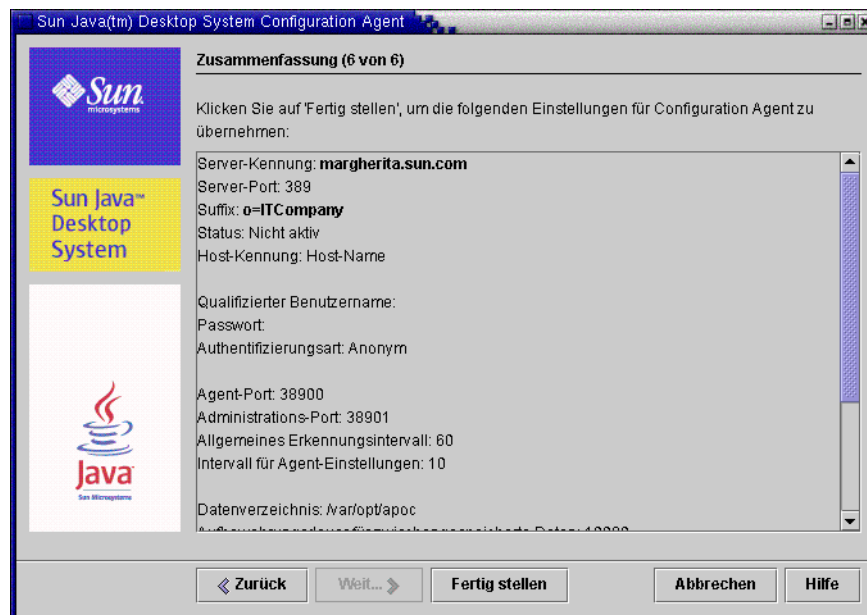 Sun Java(tm) Desktop System Configuration Agent
Sun
microsystems
Sun Java™
Desktop
System
Java
Sun Microsystems
Zusammenfassung (6 von 6)
Klicken Sie auf 'Fertig stellen', um die folgenden Einstellungen für Configuration Agent zu
übernehmen:
Server-Kennung: margherita.sun.com
Server-Port: 389
Suffix: o=ITCompany
Status: Nicht aktiv
Host-Kennung: Host-Name
Qualifizierter Benutzername:
Passwort:
Authentifizierungsart: Anonym
Agent-Port: 38900
Administrations-Port: 38901
Allgemeines Erkennungsintervall: 60
Intervall für Agent-Einstellungen: 10
Datenverzeichnis: /var/opt/apoc
Zurück
Weit...
Fertig stellen
Abbrechen
Hilfe